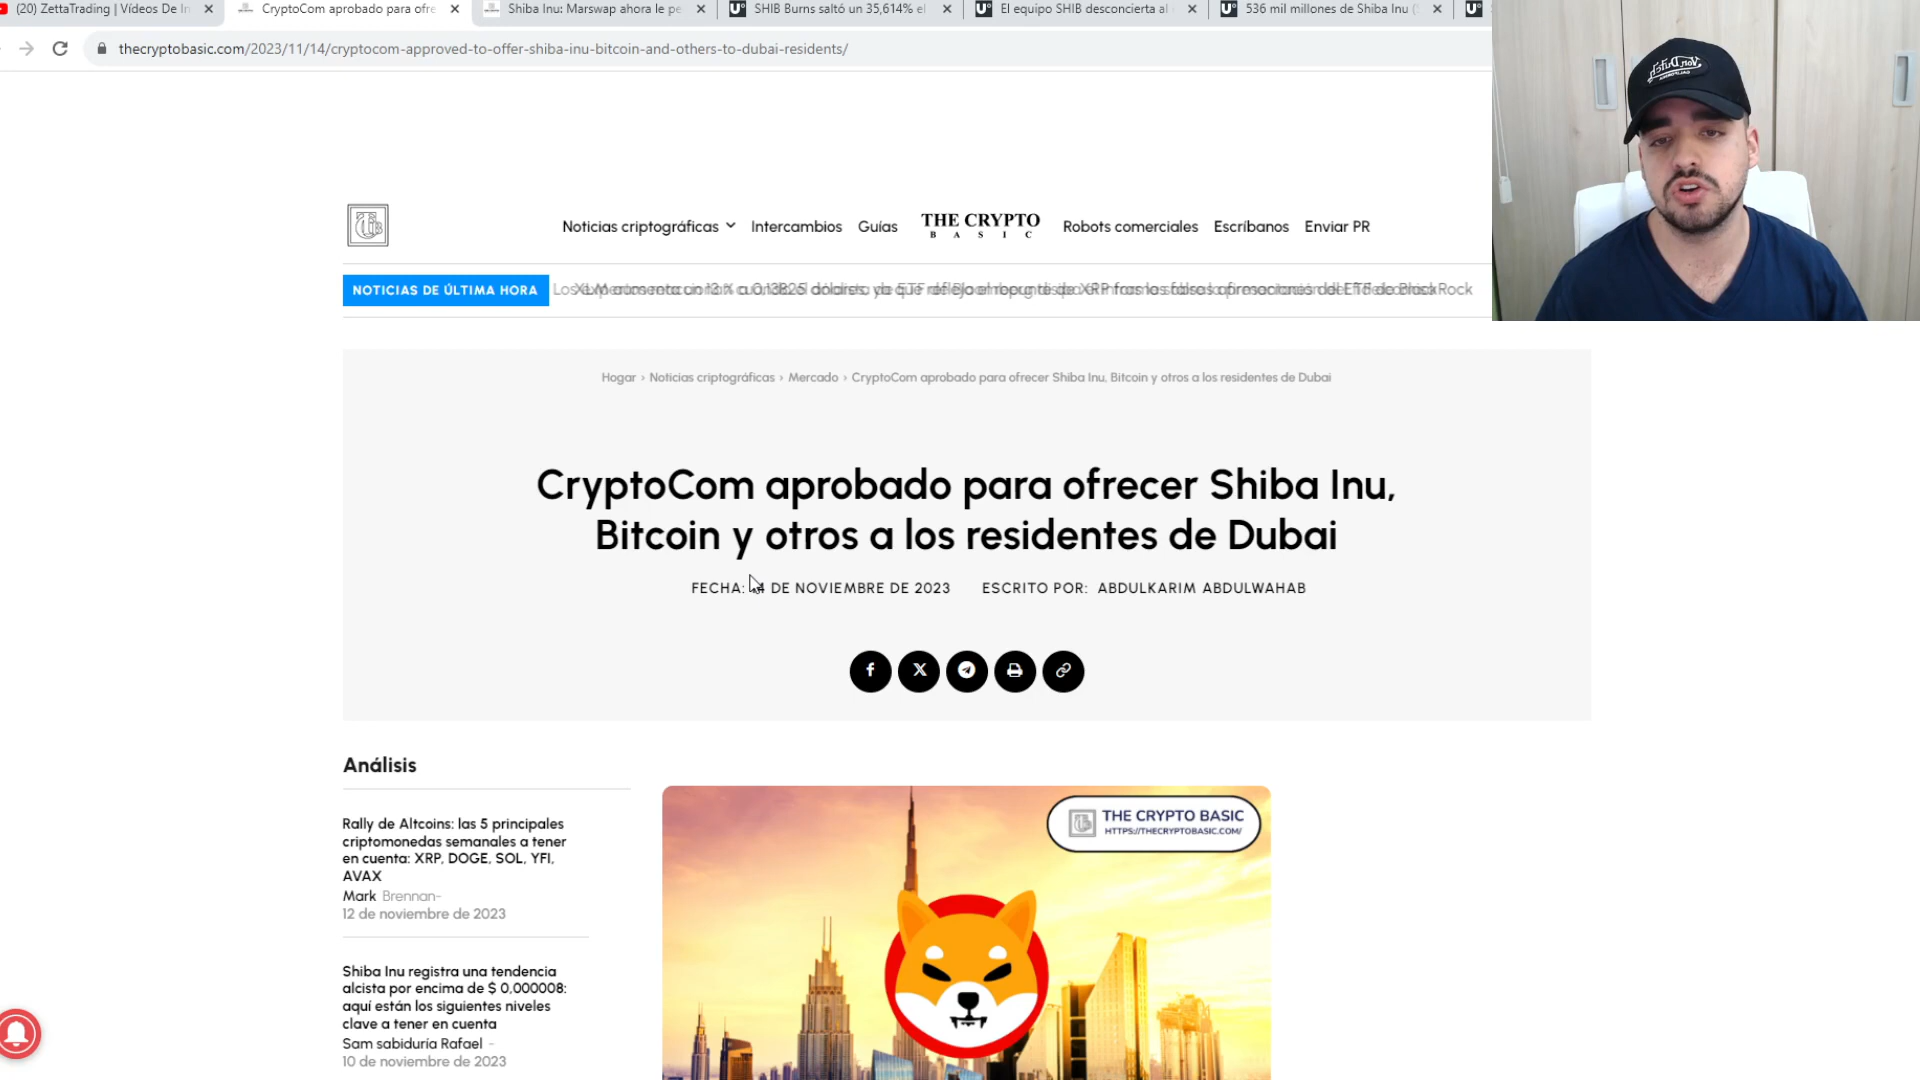 (20) ZettaTrading | Vídeos De In
CryptoCom aprobado para ofre
Shiba Inu: Marswap ahora le pe
SHIB Burns saltó un 35,614% el
El equipo SHIB desconcierta al
536 mil millones de Shiba Inu (
thecryptobasic.com/2023/11/14/cryptocom-approved-to-offer-shiba-inu-bitcoin-and-others-to-dubai-residents/
Von Dutch
Noticias criptográficas
Intercambios
Guías
THE CRYPTO
BASIC
Robots comerciales
Escríbanos
Enviar PR
NOTICIAS DE ÚLTIMA HORA
Hogar › Noticias criptográficas › Mercado › CryptoCom aprobado para ofrecer Shiba Inu, Bitcoin y otros a los residentes de Dubai
CryptoCom aprobado para ofrecer Shiba Inu,
Bitcoin y otros a los residentes de Dubai
FECHA: 4 DE NOVIEMBRE DE 2023
ESCRITO POR: ABDULKARIM ABDULWAHAB
Análisis
Rally de Altcoins: las 5 principales
criptomonedas semanales a tener
en cuenta: XRP, DOGE, SOL, YFI,
AVAX
Mark Brennan-
12 de noviembre de 2023
Shiba Inu registra una tendencia
alcista por encima de $ 0,000008:
aquí están los siguientes niveles
clave a tener en cuenta
Sam sabiduría Rafael -
10 de noviembre de 2023
THE CRYPTO BASIC
HTTPS://THECRYPTOBASIC.COM/